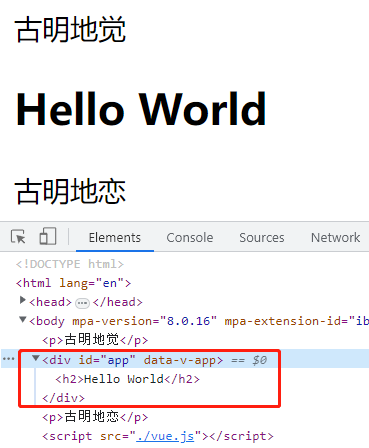 古明地觉
Hello World
古明地恋
Elements Console Sources Network
<!DOCTYPE html>
<html lang="en">
<head>…</head>
<body mpa-version="8.0.16" mpa-extension-id="ib
<p>古明地觉</p>
… <div id="app" data-v-app> == $0
<h2>Hello World</h2>
</div>
<p>古明地恋</p>
<script src="./vue.js"></script>